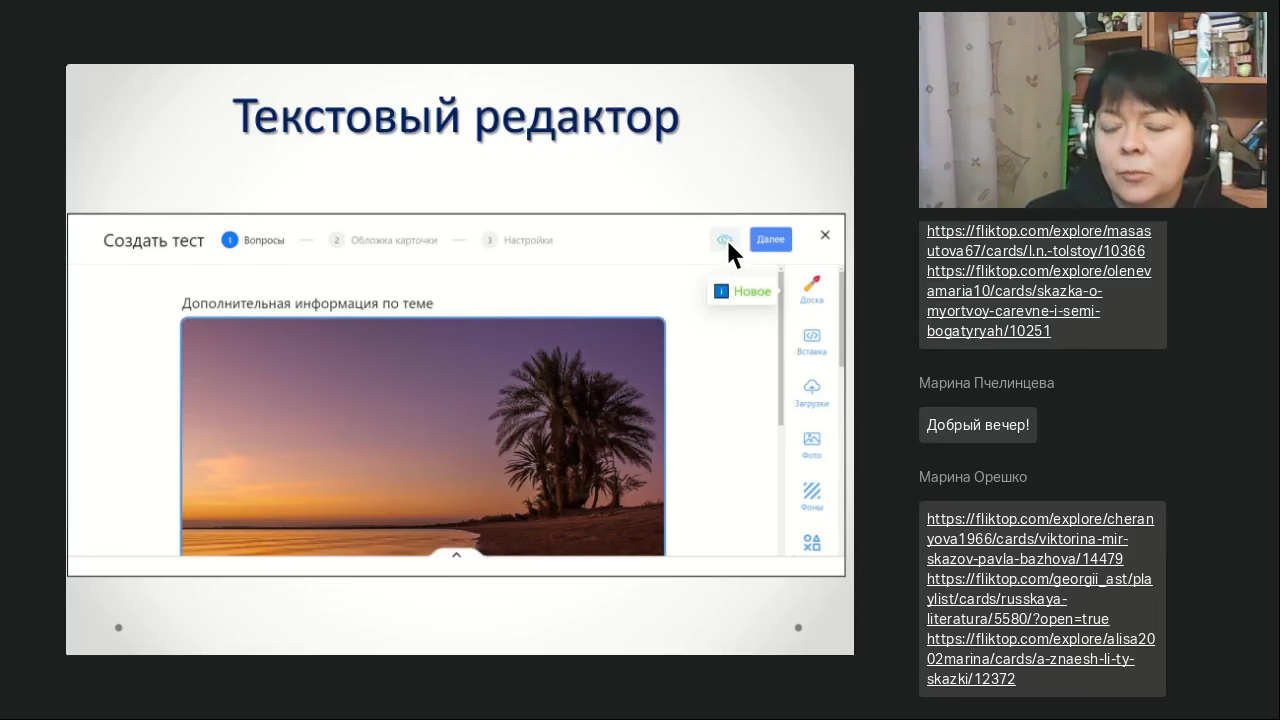 Текстовый редактор
Создать тест
1 Вопросы
2 Обложка карточки
3 Настройки
Далее
Новое
Дополнительная информация по теме
Доска
Вставка
Загрузки
Фото
Фоны
https://fliktop.com/explore/masas
utova67/cards/l.n.-tolstoy/10366
https://fliktop.com/explore/olenev
amaria10/cards/skazka-o-
myortvoy-carevne-i-semi-
bogatyryah/10251
Марина Пчелинцева
Добрый вечер!
Марина Орешко
https://fliktop.com/explore/cheran
yova1966/cards/viktorina-mir-
skazov-pavla-bazhova/14479
https://fliktop.com/georgii_ast/pla
ylist/cards/russkaya-
literatura/5580/?open=true
https://fliktop.com/explore/alisa20
02marina/cards/a-znaesh-li-ty-
skazki/12372